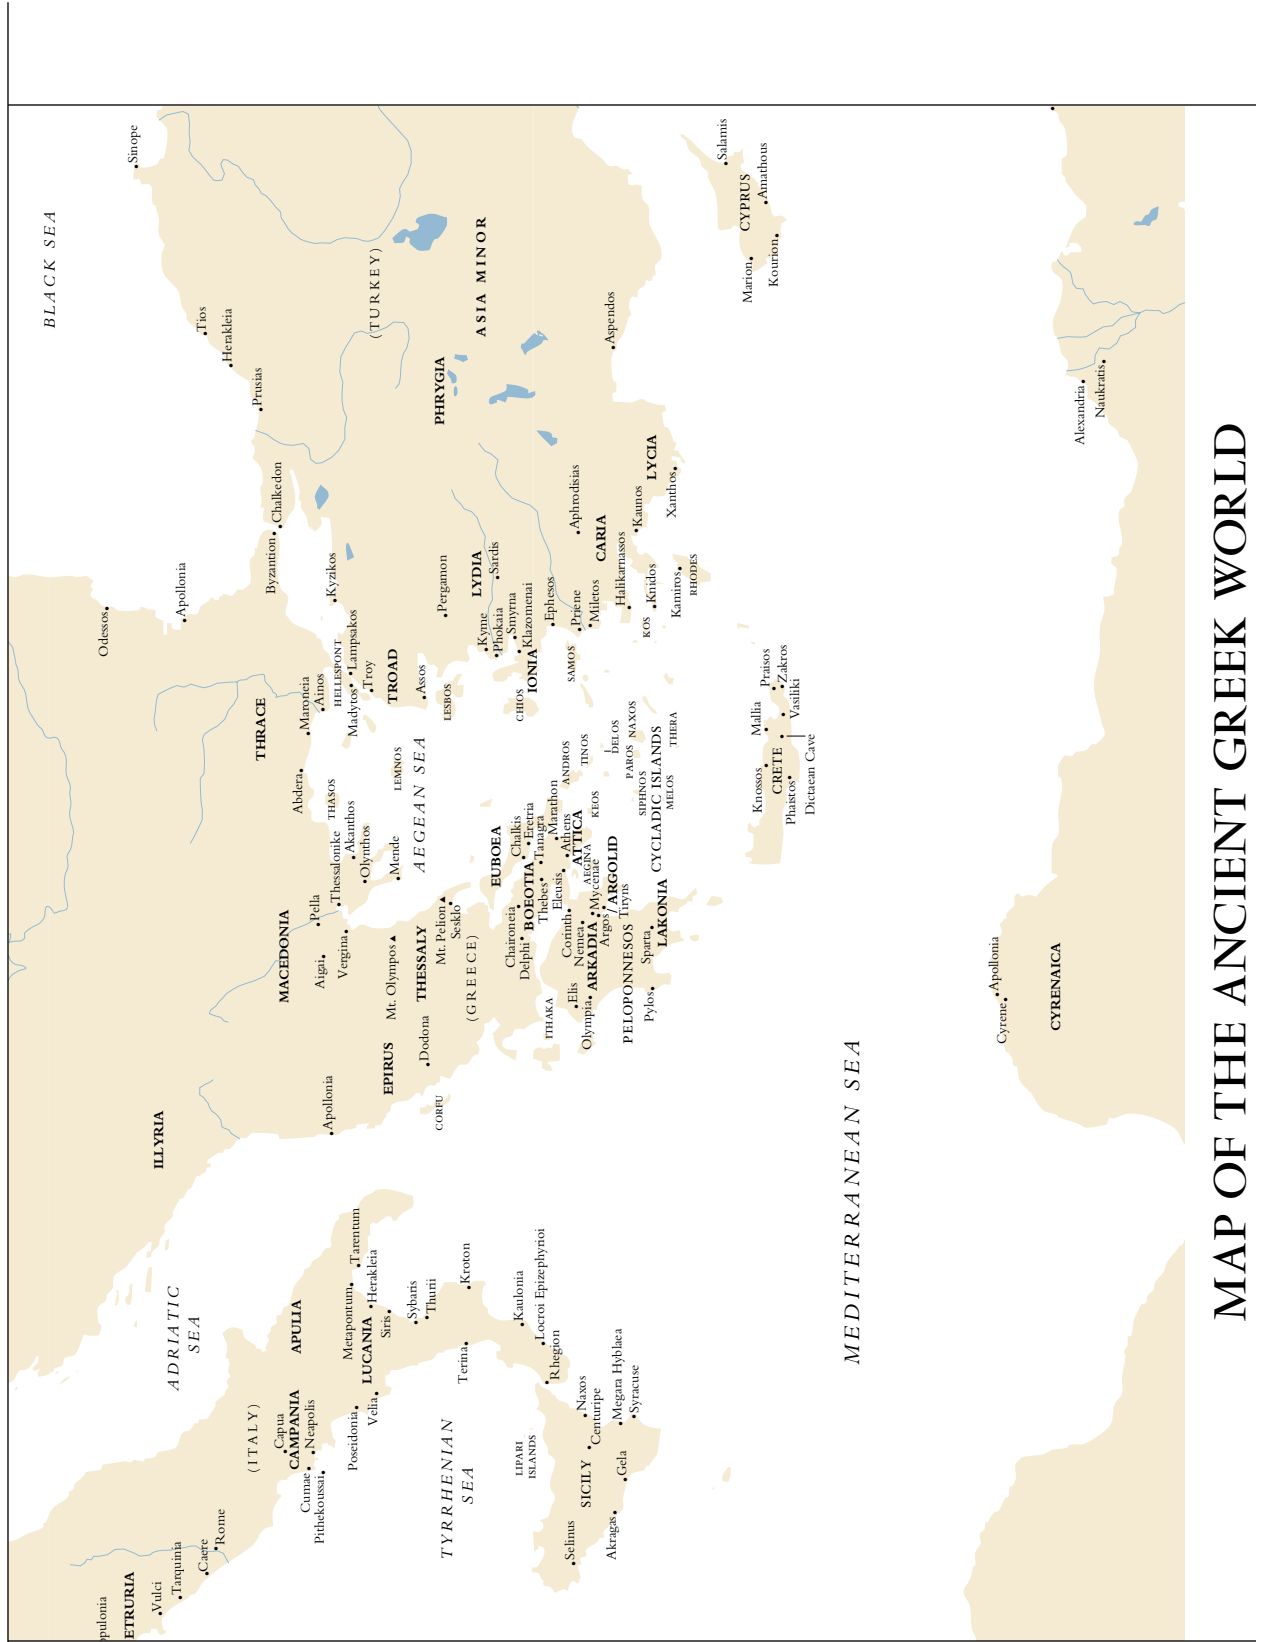 MAP OF THE ANCIENT GREEK WORLD
BLACK SEA
Sinope
Tios
Herakleia
Prusias
(TURKEY)
ASIA MINOR
PHRYGIA
Aspendos
Salamis
CYPRUS
Amathous
Marion
Kourion
Alexandria
Naukratis
LYCIA
Xanthos
Kaunos
Aphrodisias
CARIA
Halikarnassos
Knidos
KOS
Kamiros
RHODES
Chalkedon
Byzantion
Kyzikos
Apollonia
Odessos
Pergamon
LYDIA
Sardis
Kyme
Phokaia
Smyrna
Klazomenai
IONIA
Ephesos
Priene
Miletos
SAMOS
CHIOS
LESBOS
Assos
TROAD
Troy
Lampsakos
HELLESPONT
Madytos
Ainos
Maroneia
THRACE
Abdera
THASOS
LEMNOS
AEGEAN SEA
Akanthos
Thessalonike
Olynthos
Mende
Pella
MACEDONIA
Aigai
Vergina
Mt. Olympos
THESSALY
Mt. Pelion
Sesklo
(GREECE)
EPIRUS
Dodona
Apollonia
CORFU
ILLYRIA
EUBOEA
Chalkis
Eretria
Tanagra
Marathon
Athens
ATTICA
AEGINA
BOEOTIA
Thebes
Eleusis
Chaironeia
Delphi
Corinth
Nemea
Mycenae
ARGOLID
Tiryns
Argos
ARKADIA
Elis
Olympia
ITHAKA
PELOPONNESOS
Sparta
LAKONIA
Pylos
ANDROS
TINOS
KEOS
DELOS
PAROS
NAXOS
SIPHNOS
CYCLADIC ISLANDS
MELOS
THERA
Praisos
Zakros
Vasiliki
Mallia
Knossos
CRETE
Phaistos
Dictaean Cave
MEDITERRANEAN SEA
Apollonia
Cyrene
CYRENAICA
ADRIATIC
SEA
(ITALY)
APULIA
Tarentum
Metapontum
Herakleia
LUCANIA
Siris
Sybaris
Thurii
Kroton
Terina
Kaulonia
Locroi Epizephyrioi
Rhegion
Capua
CAMPANIA
Neapolis
Cumae
Pithekoussai
Poseidonia
Velia
TYRRHENIAN
SEA
LIPARI
ISLANDS
Naxos
Centuripe
Megara Hyblaea
Syracuse
SICILY
Gela
Akragas
Selinus
Rome
Caere
Tarquinia
Vulci
ETRURIA
opulonia